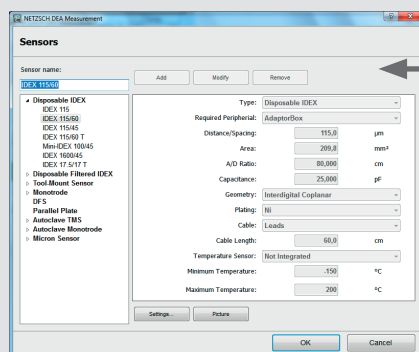 NETZSCH DEA Measurement
Sensors
Sensor name:
IDEX 115/60
Add
Modify
Remove
Disposable IDEX
IDEX 115
IDEX 115/60
IDEX 115/45
IDEX 115/60 T
Mini-IDEX 100/45
IDEX 1600/45
IDEX 17.5/17 T
Disposable Filtered IDEX
Tool-Mount Sensor
Monotrode
DFS
Parallel Plate
Autoclave TMS
Autoclave Monotrode
Micron Sensor
Type: Disposable IDEX
Required Peripheral: AdaptorBox
Distance/Spacing: 115,0 µm
Area: 209,8 mm²
A/D Ratio: 80,000 cm
Capacitance: 25,000 pF
Geometry: Interdigital Coplanar
Plating: Ni
Cable: Leads
Cable Length: 60,0 cm
Temperature Sensor: Not Integrated
Minimum Temperature: -150 °C
Maximum Temperature: 200 °C
Settings...
Picture
OK
Cancel